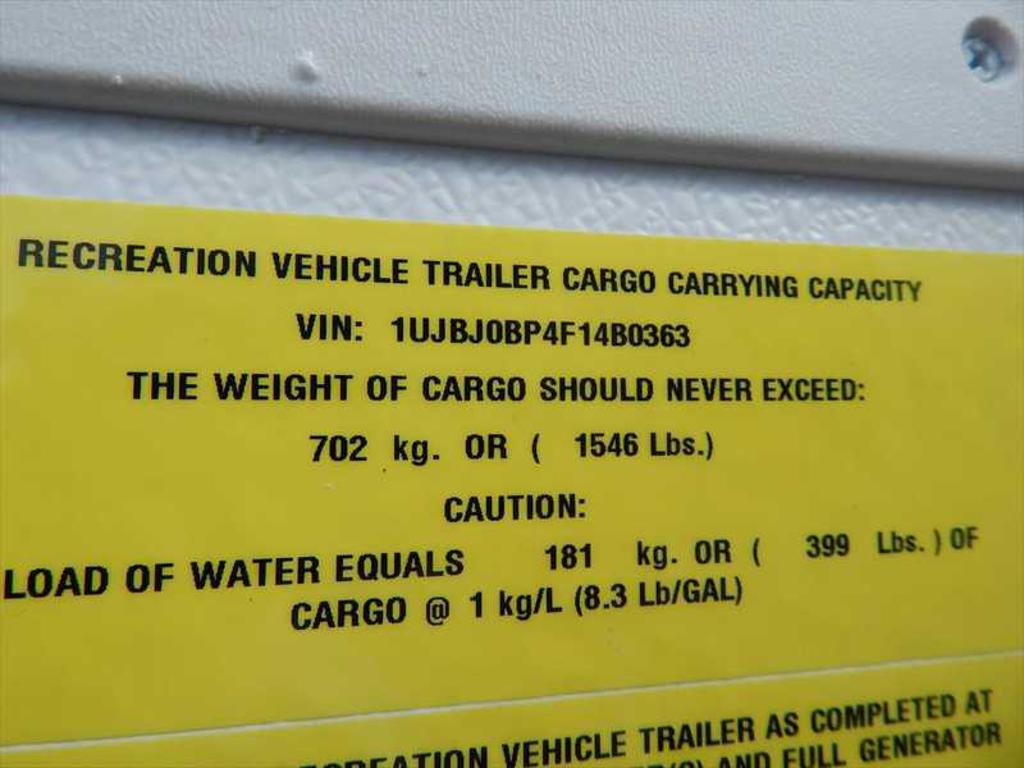 RECREATION VEHICLE TRAILER CARGO CARRYING CAPACITY
VIN: 1UJBJ0BP4F14B0363
THE WEIGHT OF CARGO SHOULD NEVER EXCEED:
702 kg. OR ( 1546 Lbs.)
CAUTION:
LOAD OF WATER EQUALS 181 kg. OR ( 399 Lbs. ) OF
CARGO @ 1 kg/L (8.3 Lb/GAL)
VEHICLE TRAILER AS COMPLETED AT
AND FULL GENERATOR